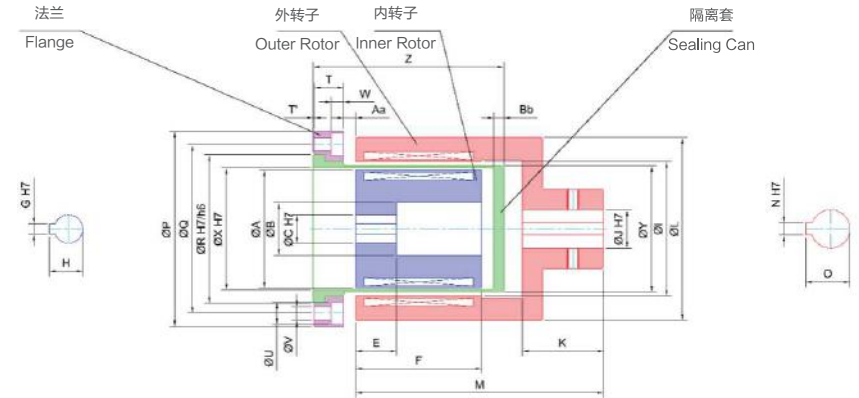 法兰
Flange
外转子
Outer Rotor
内转子
Inner Rotor
隔离套
Sealing Can
Z
T
W
T'
Aa
Bb
G H7
H
ØP
ØQ
ØR H7/h6
ØX H7
ØA
ØB
ØC H7
ØJ H7
ØY
ØI
ØL
N H7
O
ØU
ØV
E
F
K
M